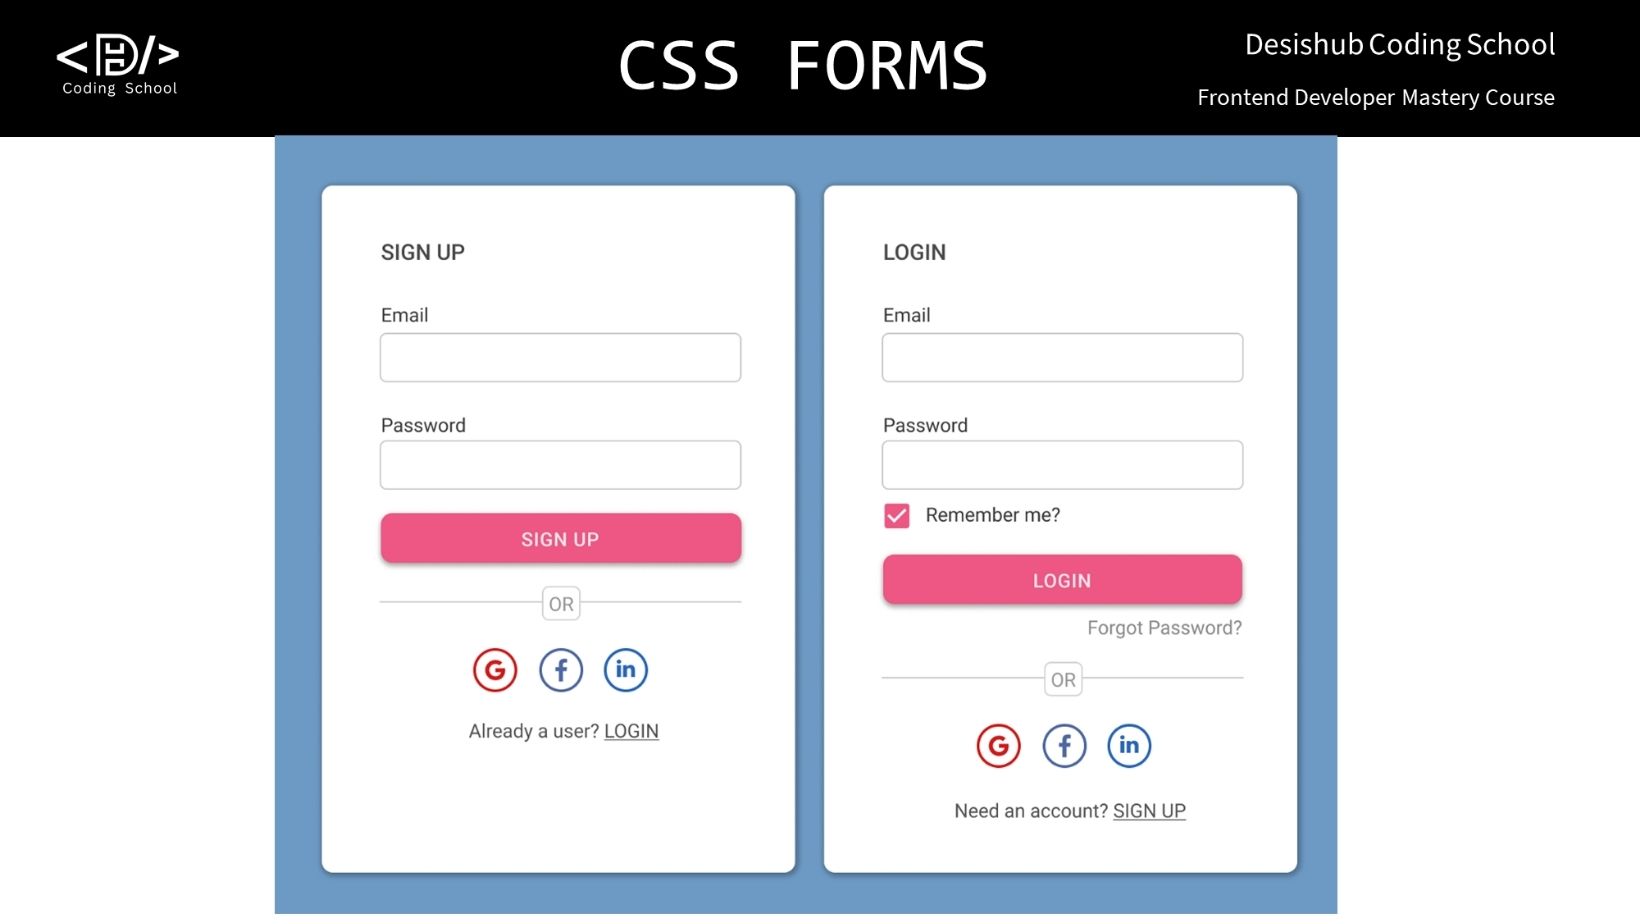 Coding School
CSS FORMS
Desishub Coding School
Frontend Developer Mastery Course
SIGN UP
Email
Password
SIGN UP
OR
G f in
Already a user? LOGIN
LOGIN
Email
Password
Remember me?
LOGIN
Forgot Password?
OR
G f in
Need an account? SIGN UP